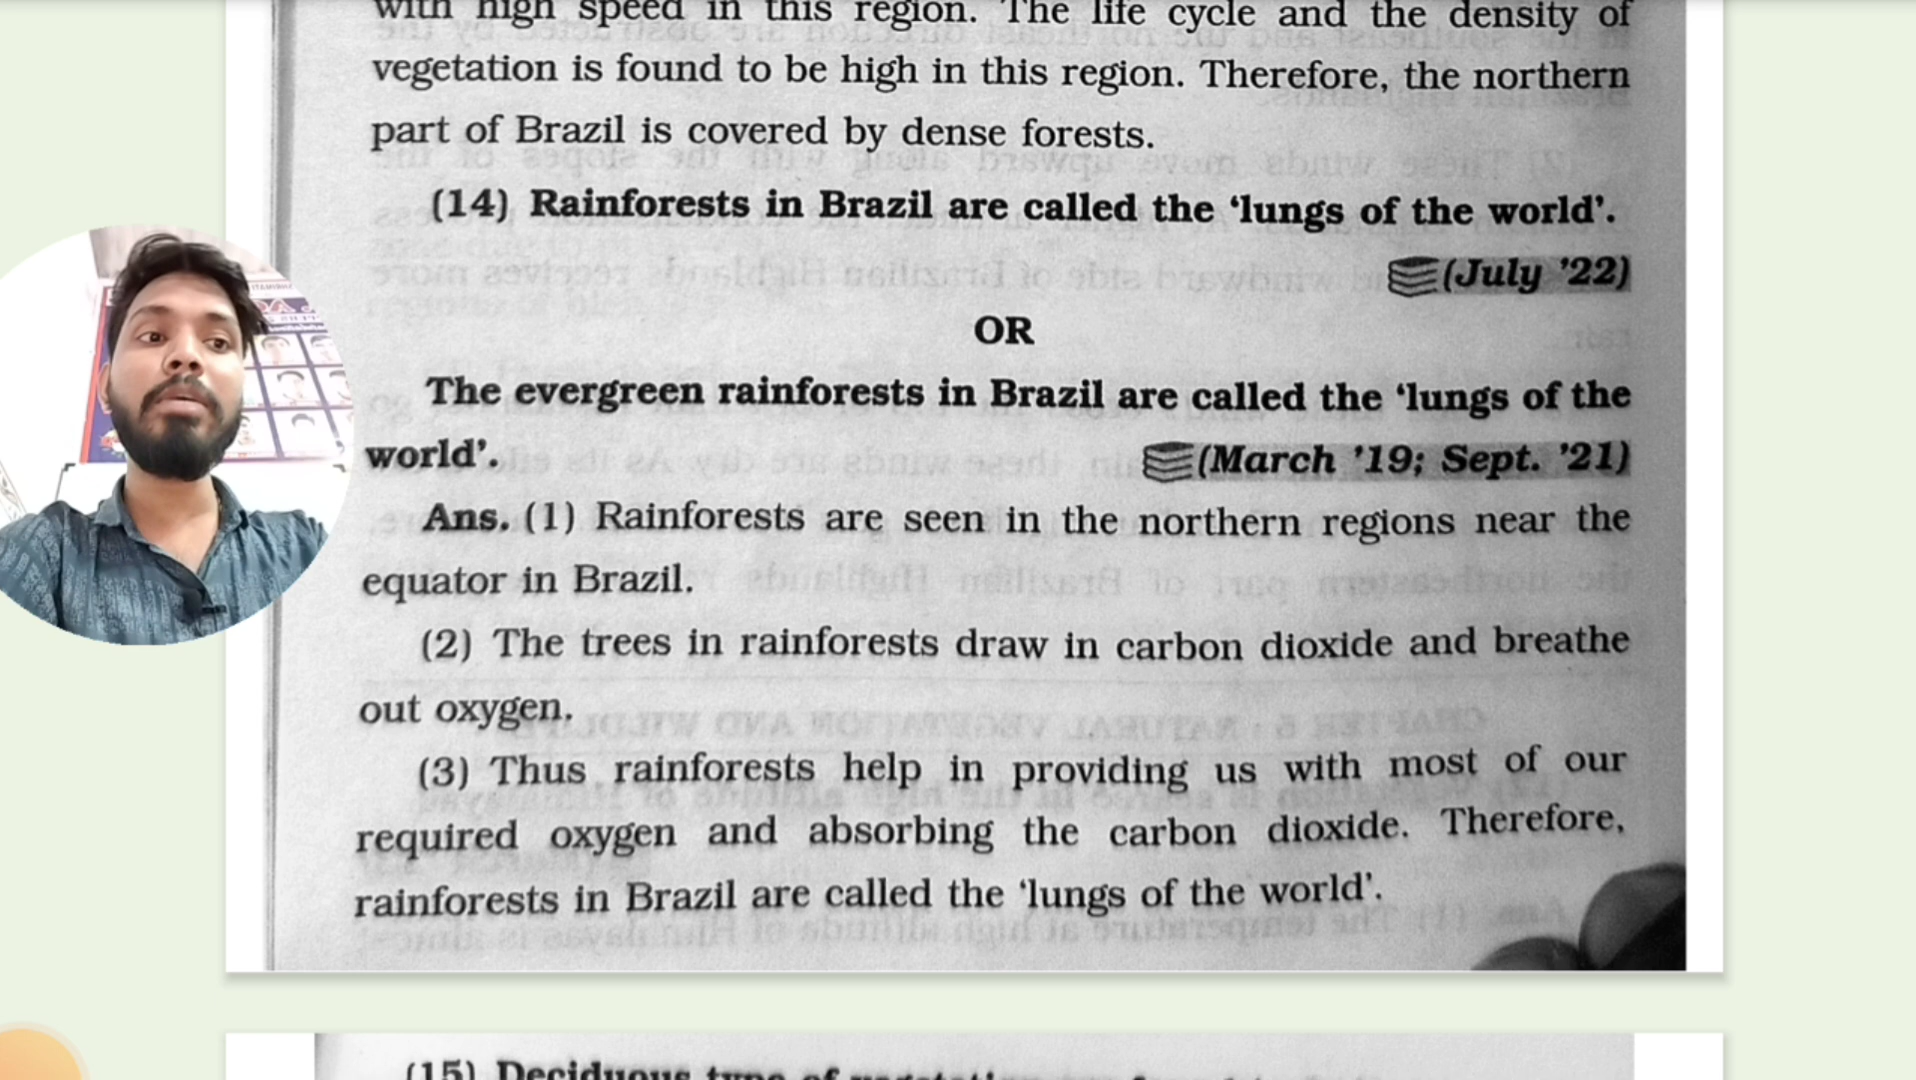 with high speed in this region. The life cycle and the density of
vegetation is found to be high in this region. Therefore, the northern
part of Brazil is covered by dense forests.
(14) Rainforests in Brazil are called the ‘lungs of the world’.
(July ’22)
OR
The evergreen rainforests in Brazil are called the ‘lungs of the
world’. (March ’19; Sept. ’21)
Ans. (1) Rainforests are seen in the northern regions near the
equator in Brazil.
(2) The trees in rainforests draw in carbon dioxide and breathe
out oxygen.
(3) Thus rainforests help in providing us with most of our
required oxygen and absorbing the carbon dioxide. Therefore,
rainforests in Brazil are called the ‘lungs of the world’.
(15) Deciduous type of vegetation